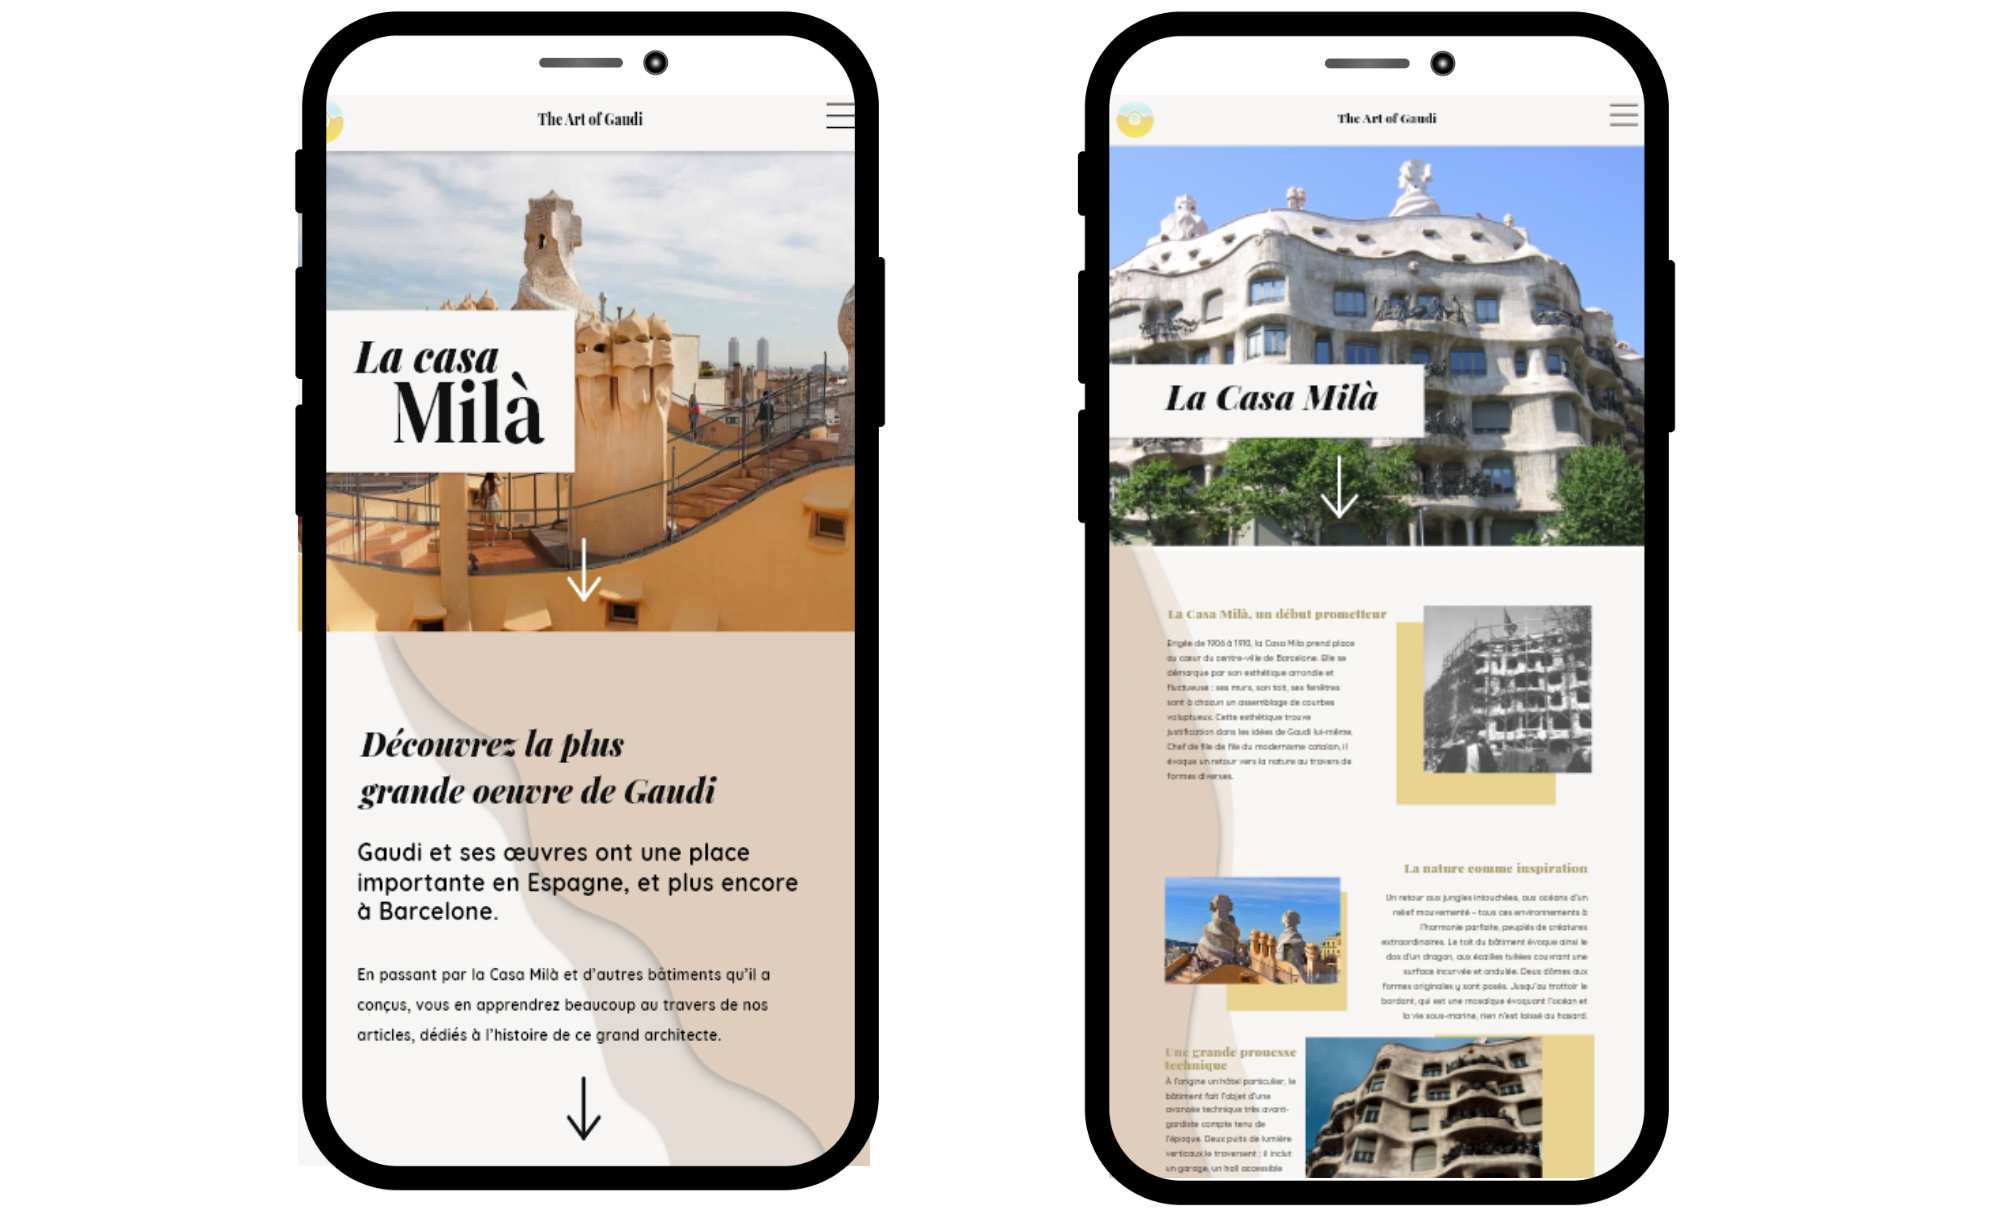 The Art of Gaudi
La casa
Milà
Découvrez la plus
grande oeuvre de Gaudi
Gaudi et ses œuvres ont une place
importante en Espagne, et plus encore
à Barcelone.
En passant par la Casa Milà et d'autres bâtiments qu'il a
conçus, vous en apprendrez beaucoup au travers de nos
articles, dédiés à l'histoire de ce grand architecte.
The Art of Gaudi
La Casa Milà
La Casa Milà, un début prometteur
Erigée de 1906 à 1910, la Casa Mila prend place
au cœur du centre-ville de Barcelone. Elle se
démarque par son esthétique arrondie et
fluctueuse : ses murs, son toit, ses fenêtres
sont à chacun un assemblage de courbes
voluptueux. Cette esthétique trouve
justification dans les idées de Gaudi lui-même.
Chef de file de file du modernisme catalan, il
évoque un retour vers la nature au travers de
formes diverses.
La nature comme inspiration
Un retour aux jungles intouchées, aux océans d'un
relief mouvementé – tous ces environnements à
l'harmonie parfaite, peuplés de créatures
extraordinaires. Le toit du bâtiment évoque ainsi le
dos d'un dragon, aux écailles tuilées couvrant une
surface incurvée et ondulée. Deux dômes aux
formes originales y sont posés. Jusqu'au trottoir le
bordant, qui est une mosaïque évoquant l'océan et
la vie sous-marine, rien n'est laissé au hasard.
Une grande prouesse
technique
À l'origine un hôtel particulier, le
bâtiment fait l'objet d'une
avancée technique très avant-
gardiste compte tenu de
l'époque. Deux puits de lumière
verticaux le traversent ; il inclut
un garage, un hall accessible